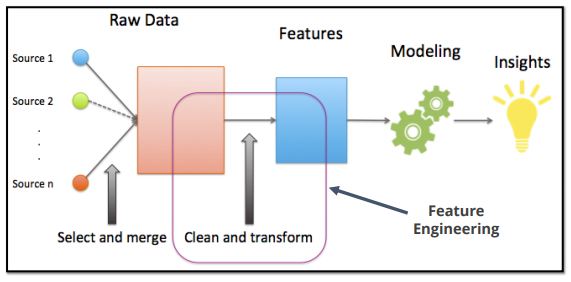 Raw Data
Features
Modeling
Insights
Source 1
Source 2
.
.
.
Source n
Select and merge
Clean and transform
Feature
Engineering